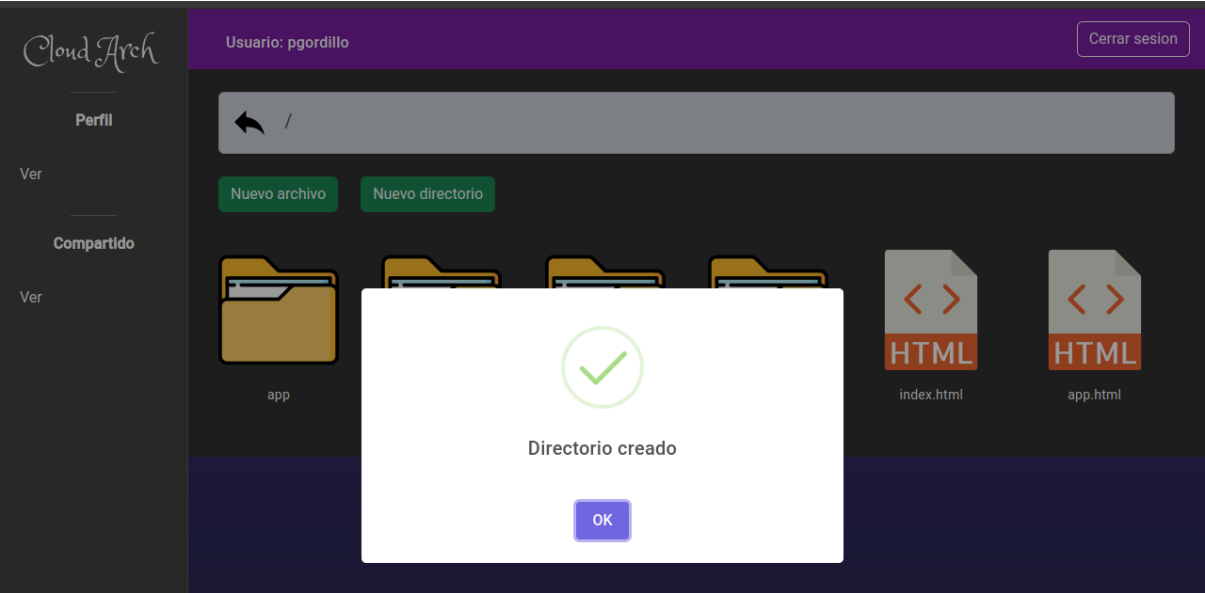 Cloud Arch
Usuario: pgordillo
Cerrar sesion
Perfil
Ver
Compartido
Ver
/
Nuevo archivo
Nuevo directorio
HTML
HTML
app
index.html
app.html
Directorio creado
OK